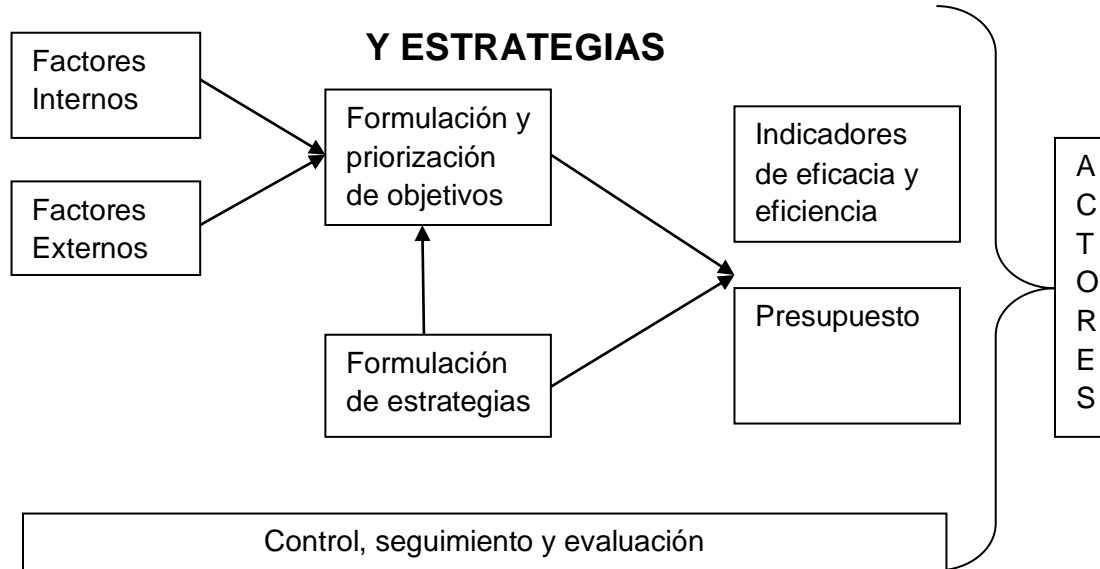 Y ESTRATEGIAS
Factores
Internos
Factores
Externos
Formulación y
priorización
de objetivos
Formulación
de estrategias
Indicadores
de eficacia y
eficiencia
Presupuesto
A
C
T
O
R
E
S
Control, seguimiento y evaluación